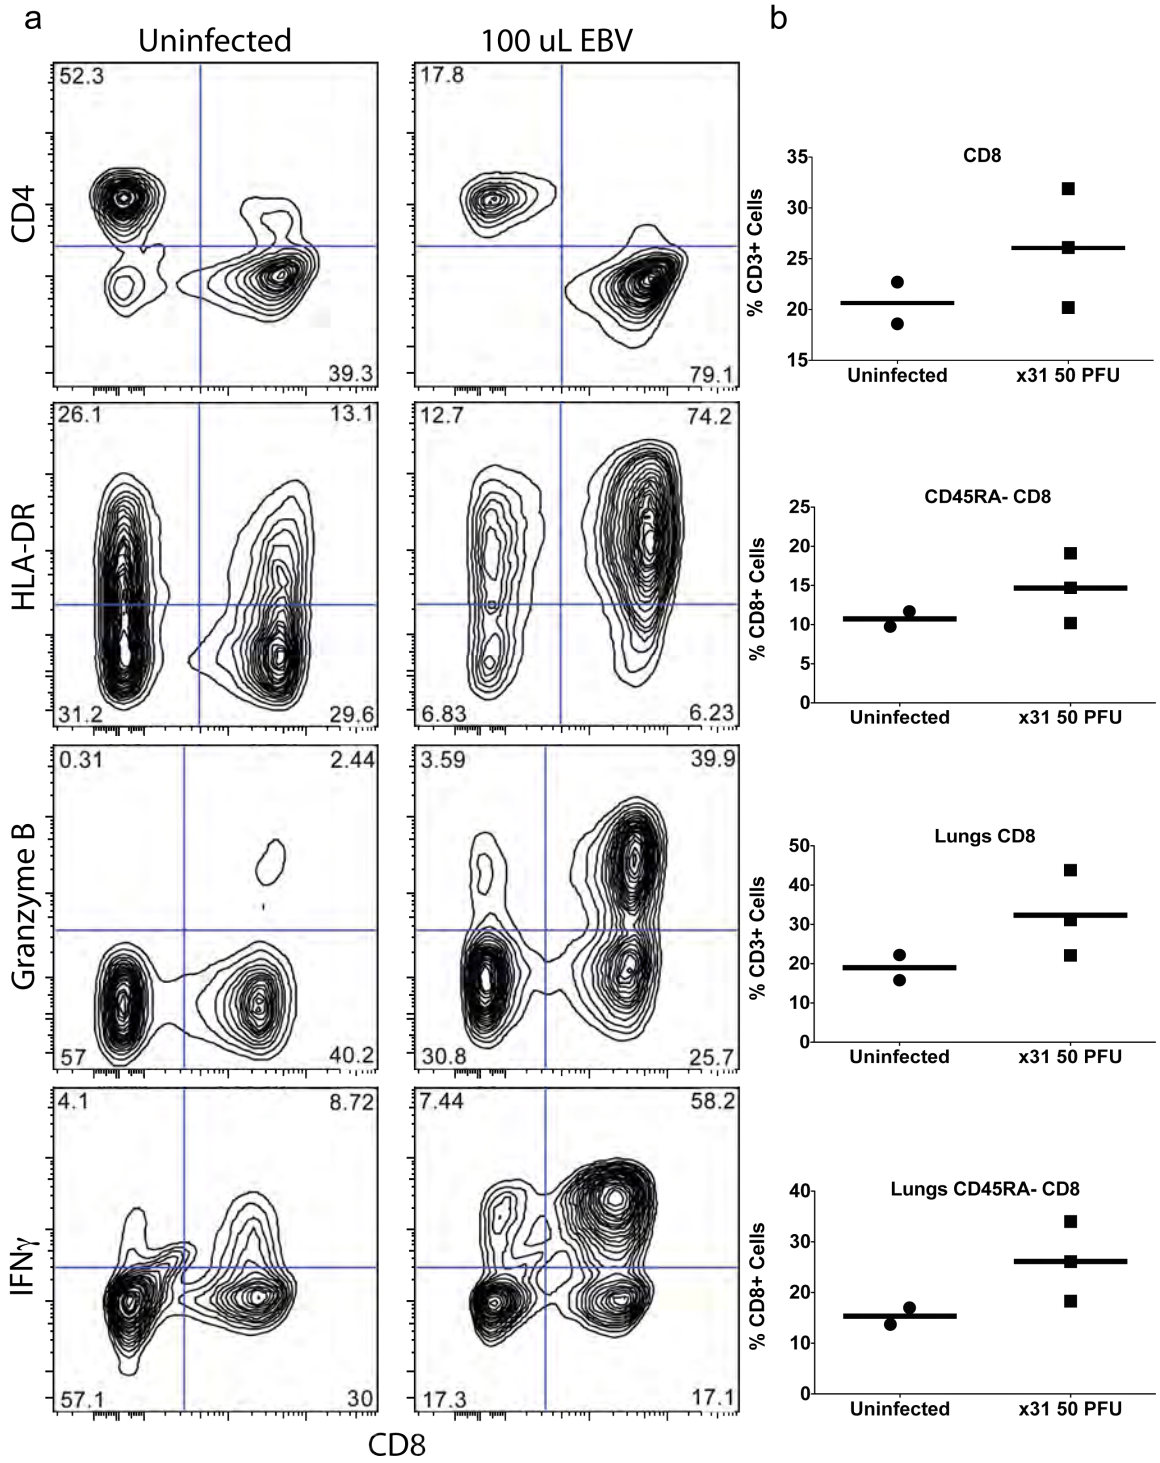 a
b
Uninfected
100 uL EBV
CD4
52.3
39.3
17.8
79.1
HLA-DR
26.1
13.1
31.2
29.6
12.7
74.2
6.83
6.23
Granzyme B
0.31
2.44
57
40.2
3.59
39.9
30.8
25.7
IFNγ
4.1
8.72
57.1
30
7.44
58.2
17.3
17.1
CD8
CD8
% CD3+ Cells
35
30
25
20
15
Uninfected
x31 50 PFU
CD45RA- CD8
% CD8+ Cells
25
20
15
10
5
0
Uninfected
x31 50 PFU
Lungs CD8
% CD3+ Cells
50
40
30
20
10
0
Uninfected
x31 50 PFU
Lungs CD45RA- CD8
% CD8+ Cells
40
30
20
10
0
Uninfected
x31 50 PFU